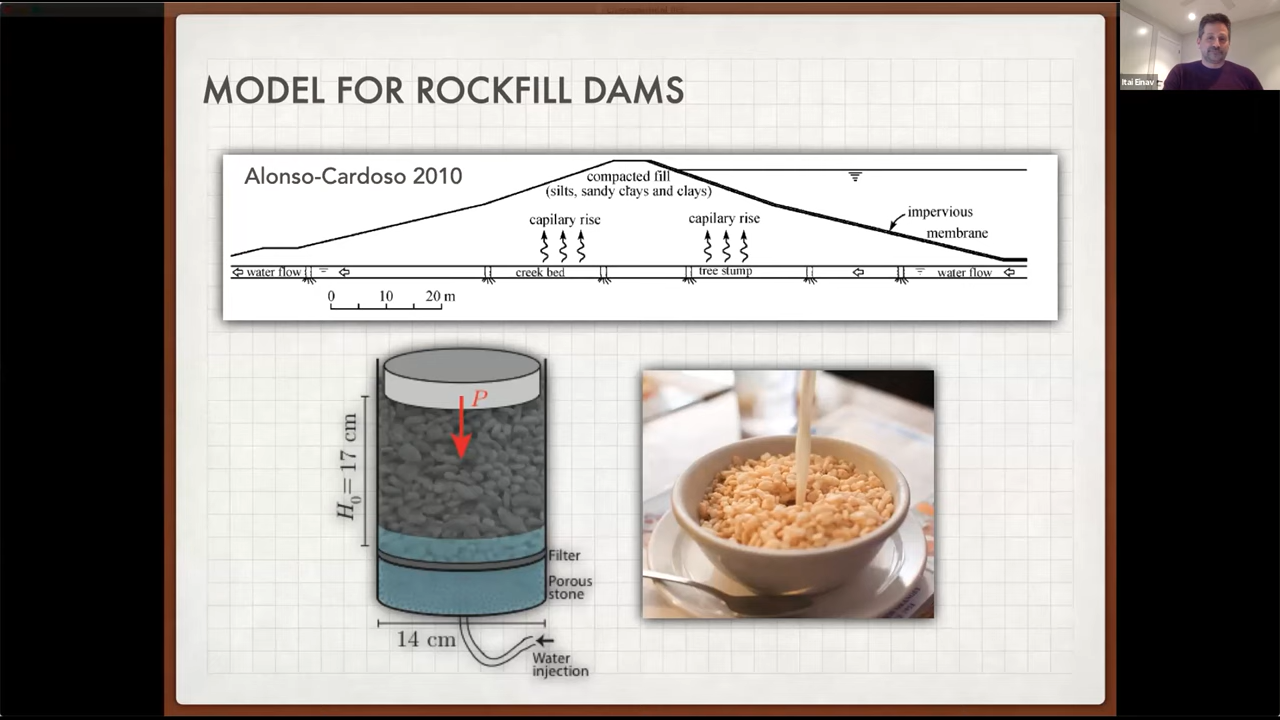 Itai Einav
MODEL FOR ROCKFILL DAMS
Alonso-Cardoso 2010
compacted fill
(silts, sandy clays and clays)
capilary rise
capilary rise
impervious
membrane
water flow
creek bed
tree stump
water flow
0 10 20 m
P
H₀ = 17 cm
Filter
Porous
stone
14 cm
Water
injection